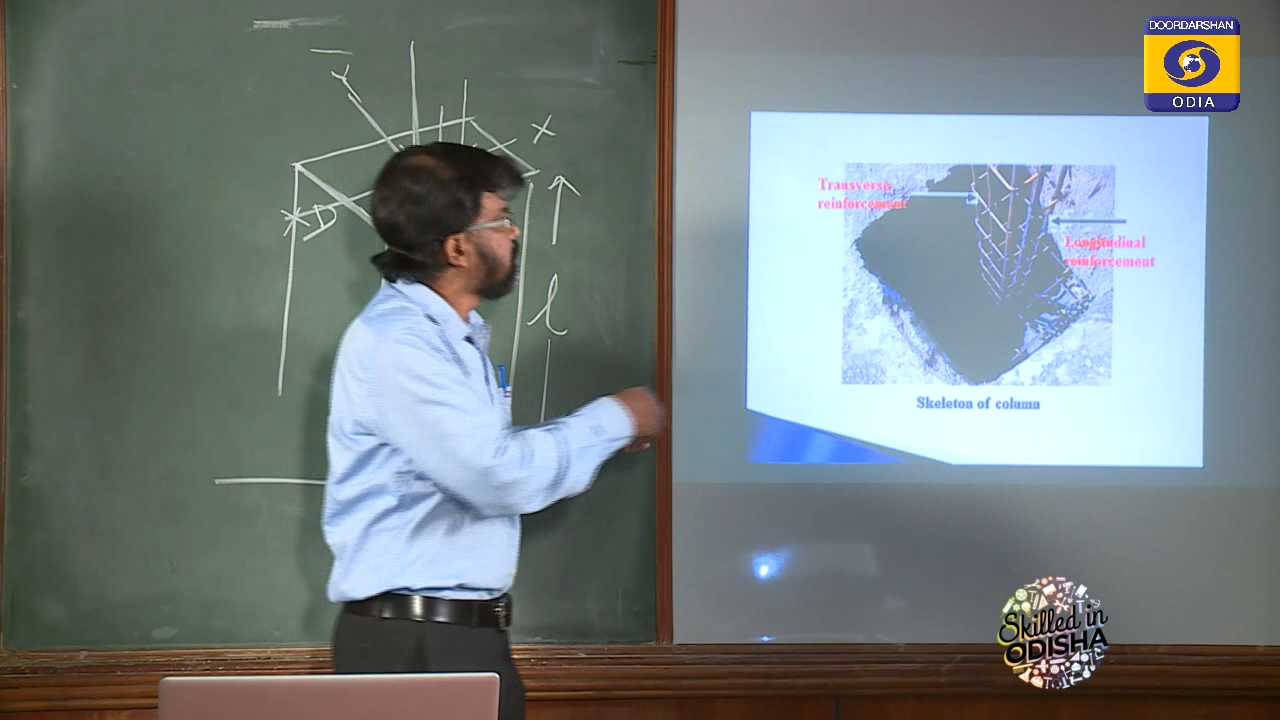 DOORDARSHAN
ODIA
x
D
l
Transverse
reinforcement
Longitudinal
reinforcement
Skeleton of column
Skilled in
ODISHA